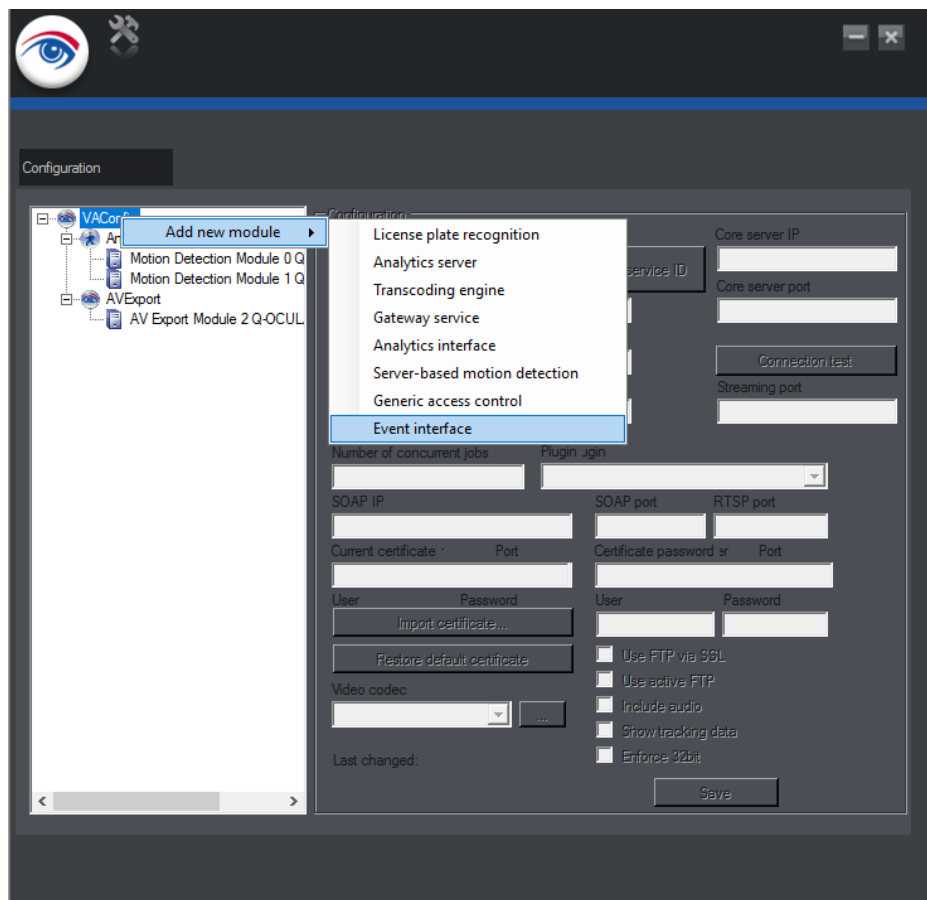 Configuration
VAConfig
Add new module
Motion Detection Module 0 Q
Motion Detection Module 1 Q
AVExport
AV Export Module 2 Q-OCUL
License plate recognition
Analytics server
Transcoding engine
Gateway service
Analytics interface
Server-based motion detection
Generic access control
Event interface
Configuration
service ID
Core server IP
Core server port
Connection test
Streaming port
Number of concurrent jobs
Plugin
SOAP IP
SOAP port
RTSP port
Current certificate
Port
Certificate password
Port
User
Password
User
Password
Import certificate...
Restore default certificate
Use FTP via SSL
Use active FTP
Video codec
...
Include audio
Show tracking data
Enforce 32bit
Last changed:
Save